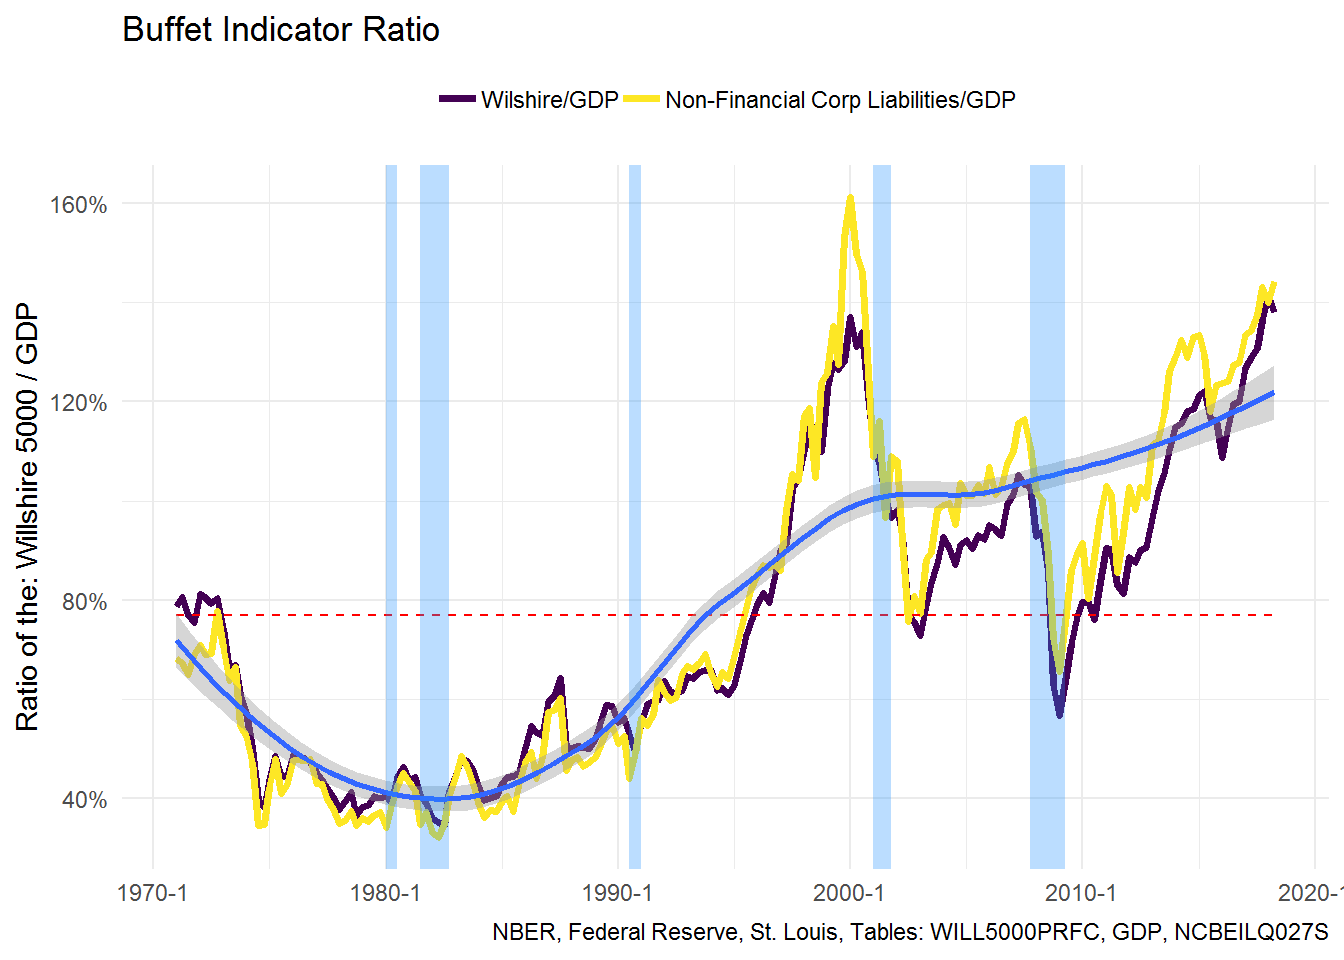 Buffet Indicator Ratio
Wilshire/GDP Non-Financial Corp Liabilities/GDP
Ratio of the: Willshire 5000 / GDP
160%
120%
80%
40%
1970-1 1980-1 1990-1 2000-1 2010-1 2020-1
NBER, Federal Reserve, St. Louis, Tables: WILL5000PRFC, GDP, NCBEILQ027S